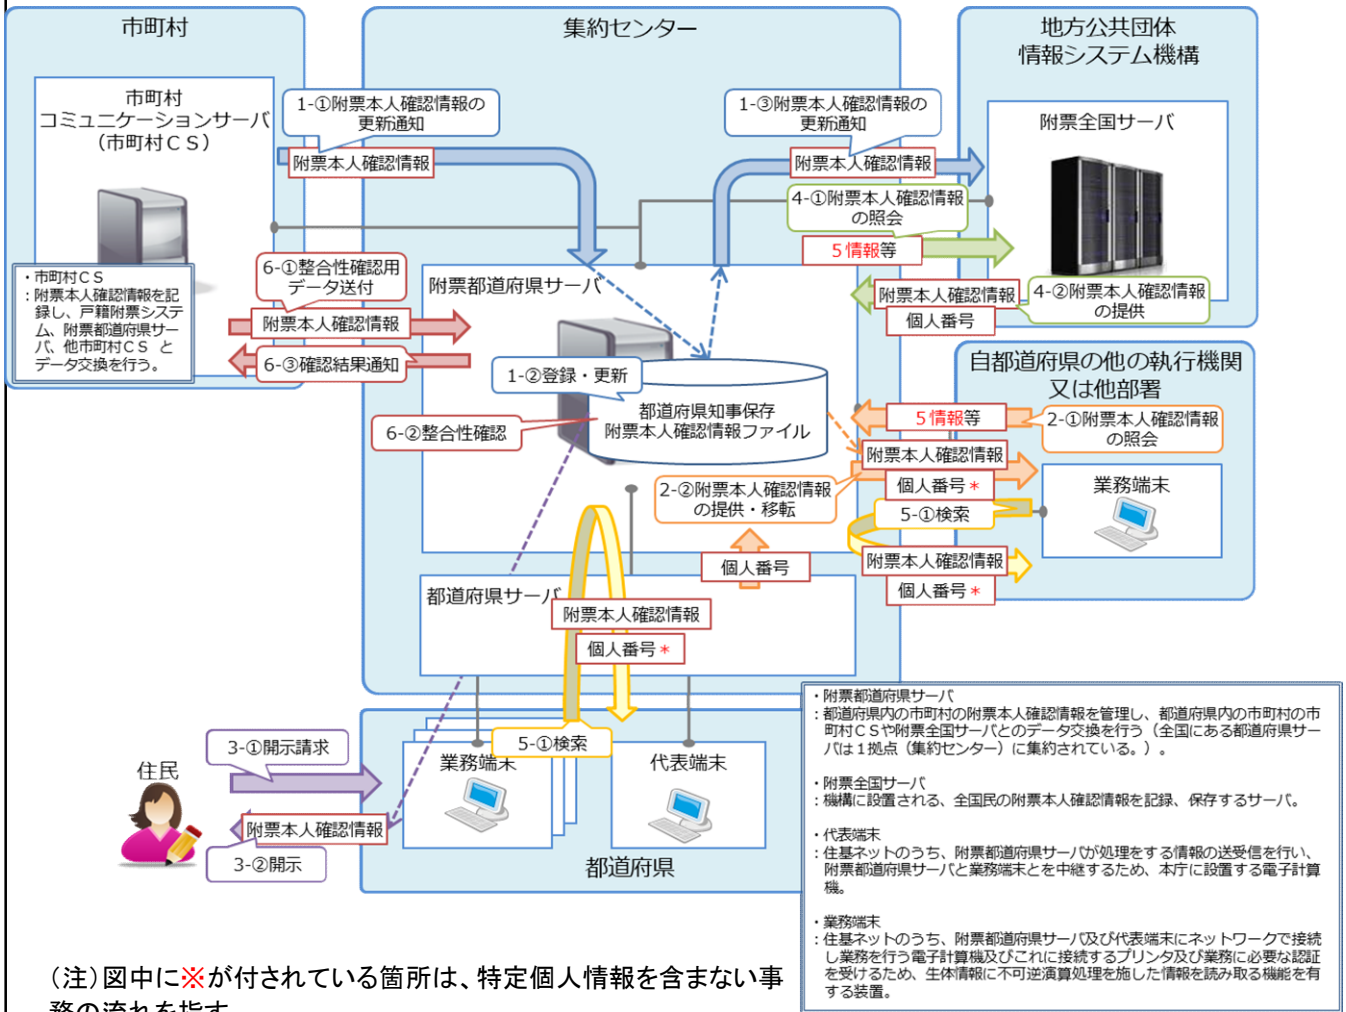 市町村
集約センター
地方公共団体
情報システム機構
市町村
コミュニケーションサーバ
（市町村ＣＳ）
1-①附票本人確認情報の
更新通知
附票本人確認情報
1-③附票本人確認情報の
更新通知
附票本人確認情報
附票全国サーバ
4-①附票本人確認情報
の照会
５情報等
附票本人確認情報
個人番号
4-②附票本人確認情報
の提供
・市町村ＣＳ
：附票本人確認情報を記
録し、戸籍附票システ
ム、附票都道府県サー
バ、他市町村ＣＳ と
データ交換を行う。
6-①整合性確認用
データ送付
附票本人確認情報
6-③確認結果通知
附票都道府県サーバ
1-②登録・更新
6-②整合性確認
都道府県知事保存
附票本人確認情報ファイル
自都道府県の他の執行機関
又は他部署
５情報等
2-①附票本人確認情報
の照会
附票本人確認情報
個人番号＊
2-②附票本人確認情報
の提供・移転
業務端末
5-①検索
附票本人確認情報
個人番号＊
個人番号
都道府県サーバ
附票本人確認情報
個人番号＊
5-①検索
業務端末
代表端末
都道府県
住民
3-①開示請求
附票本人確認情報
3-②開示
・附票都道府県サーバ
：都道府県内の市町村の附票本人確認情報を管理し、都道府県内の市町村の市
町村ＣＳや附票全国サーバとのデータ交換を行う（全国にある都道府県サー
バは１拠点（集約センター）に集約されている。）。
・附票全国サーバ
：機構に設置される、全国民の附票本人確認情報を記録、保存するサーバ。
・代表端末
：住基ネットのうち、附票都道府県サーバが処理をする情報の送受信を行い、
附票都道府県サーバと業務端末とを中継するため、本庁に設置する電子計算
機。
・業務端末
：住基ネットのうち、附票都道府県サーバ及び代表端末にネットワークで接続
し業務を行う電子計算機及びこれに接続するプリンタ及び業務に必要な認証
を受けるため、生体情報に不可逆演算処理を施した情報を読み取る機能を有
する装置。
（注）図中に※が付されている箇所は、特定個人情報を含まない事
務の流れを指す